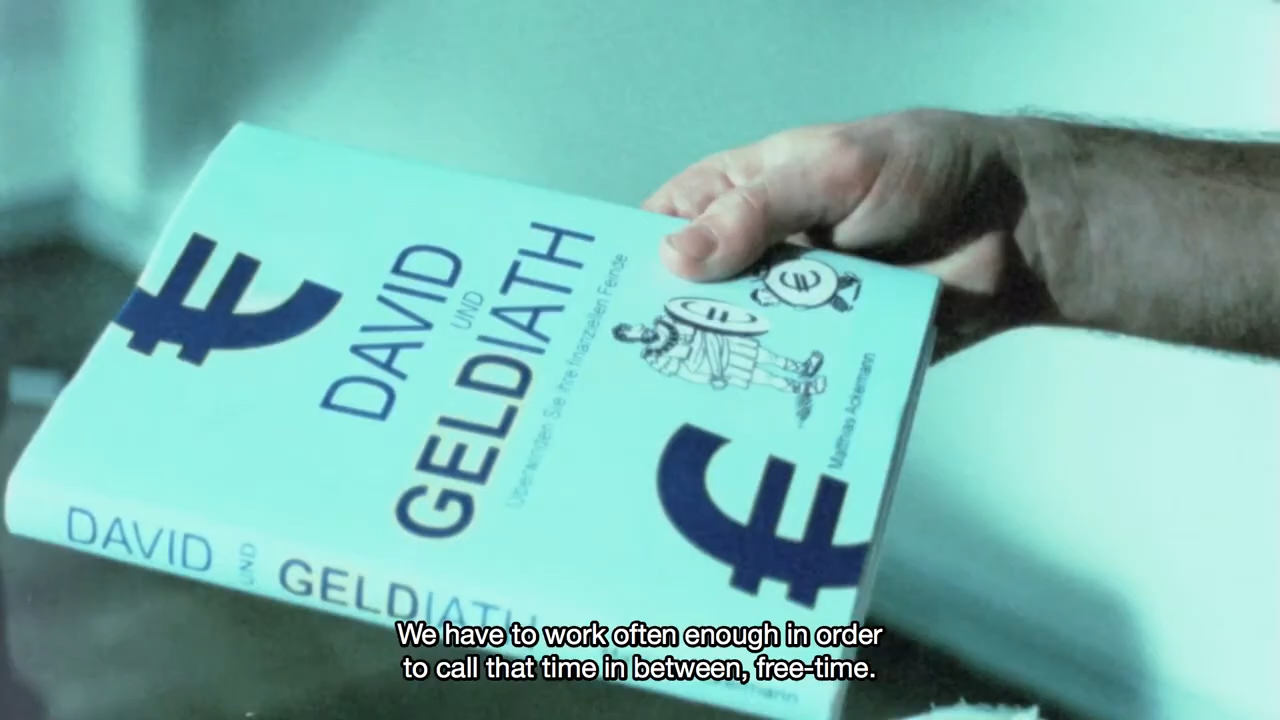 DAVID
UND
GELDIATH
Überwinden Sie Ihre finanziellen Feinde
Matthias Ackermann
DAVID UND GELDIATH
We have to work often enough in order
to call that time in between, free-time.